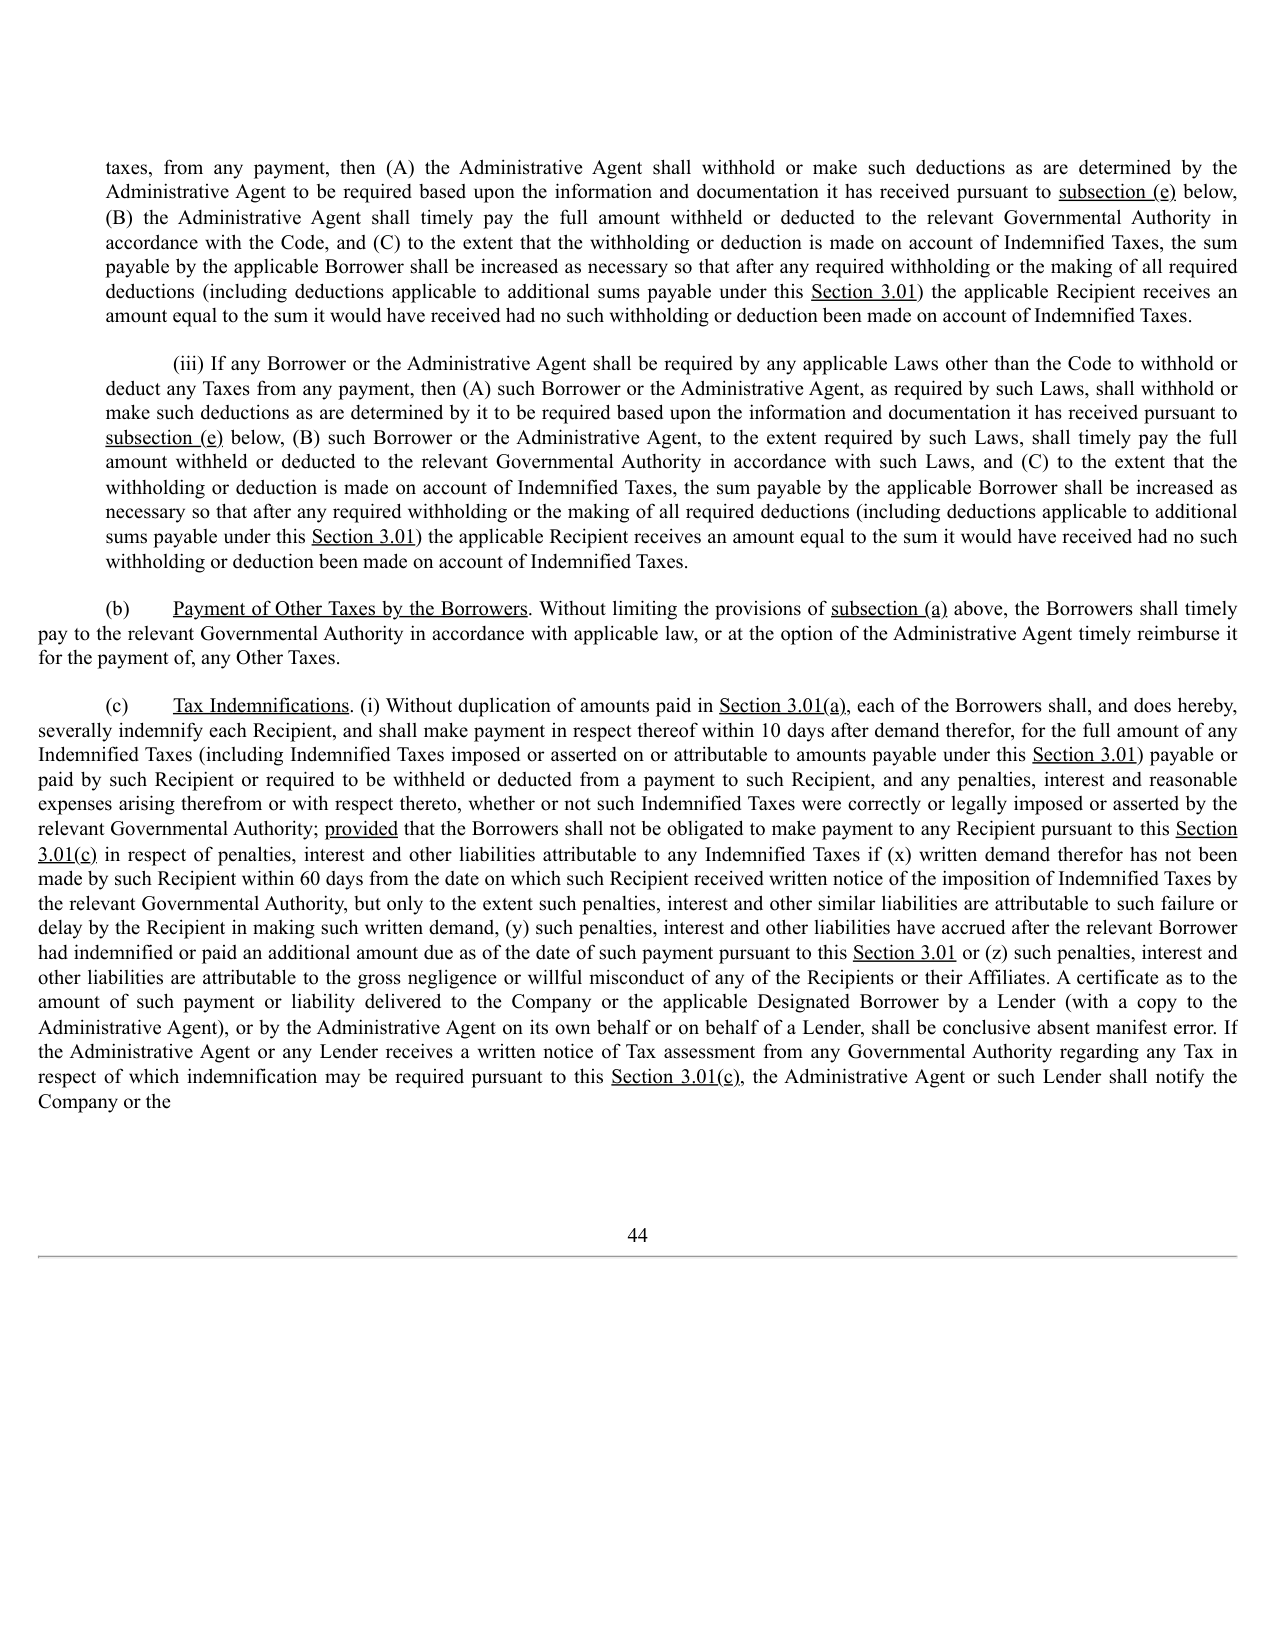 taxes, from any payment, then (A) the Administrative Agent shall withhold or make such deductions as are determined by the
Administrative Agent to be required based upon the information and documentation it has received pursuant to subsection (e) below,
(B) the Administrative Agent shall timely pay the full amount withheld or deducted to the relevant Governmental Authority in
accordance with the Code, and (C) to the extent that the withholding or deduction is made on account of Indemnified Taxes, the sum
payable by the applicable Borrower shall be increased as necessary so that after any required withholding or the making of all required
deductions (including deductions applicable to additional sums payable under this Section 3.01) the applicable Recipient receives an
amount equal to the sum it would have received had no such withholding or deduction been made on account of Indemnified Taxes.
(iii) If any Borrower or the Administrative Agent shall be required by any applicable Laws other than the Code to withhold or
deduct any Taxes from any payment, then (A) such Borrower or the Administrative Agent, as required by such Laws, shall withhold or
make such deductions as are determined by it to be required based upon the information and documentation it has received pursuant to
subsection (e) below, (B) such Borrower or the Administrative Agent, to the extent required by such Laws, shall timely pay the full
amount withheld or deducted to the relevant Governmental Authority in accordance with such Laws, and (C) to the extent that the
withholding or deduction is made on account of Indemnified Taxes, the sum payable by the applicable Borrower shall be increased as
necessary so that after any required withholding or the making of all required deductions (including deductions applicable to additional
sums payable under this Section 3.01) the applicable Recipient receives an amount equal to the sum it would have received had no such
withholding or deduction been made on account of Indemnified Taxes.
(b) Payment of Other Taxes by the Borrowers. Without limiting the provisions of subsection (a) above, the Borrowers shall timely
pay to the relevant Governmental Authority in accordance with applicable law, or at the option of the Administrative Agent timely reimburse it
for the payment of, any Other Taxes.
(c) Tax Indemnifications. (i) Without duplication of amounts paid in Section 3.01(a), each of the Borrowers shall, and does hereby,
severally indemnify each Recipient, and shall make payment in respect thereof within 10 days after demand therefor, for the full amount of any
Indemnified Taxes (including Indemnified Taxes imposed or asserted on or attributable to amounts payable under this Section 3.01) payable or
paid by such Recipient or required to be withheld or deducted from a payment to such Recipient, and any penalties, interest and reasonable
expenses arising therefrom or with respect thereto, whether or not such Indemnified Taxes were correctly or legally imposed or asserted by the
relevant Governmental Authority; provided that the Borrowers shall not be obligated to make payment to any Recipient pursuant to this Section
3.01(c) in respect of penalties, interest and other liabilities attributable to any Indemnified Taxes if (x) written demand therefor has not been
made by such Recipient within 60 days from the date on which such Recipient received written notice of the imposition of Indemnified Taxes by
the relevant Governmental Authority, but only to the extent such penalties, interest and other similar liabilities are attributable to such failure or
delay by the Recipient in making such written demand, (y) such penalties, interest and other liabilities have accrued after the relevant Borrower
had indemnified or paid an additional amount due as of the date of such payment pursuant to this Section 3.01 or (z) such penalties, interest and
other liabilities are attributable to the gross negligence or willful misconduct of any of the Recipients or their Affiliates. A certificate as to the
amount of such payment or liability delivered to the Company or the applicable Designated Borrower by a Lender (with a copy to the
Administrative Agent), or by the Administrative Agent on its own behalf or on behalf of a Lender, shall be conclusive absent manifest error. If
the Administrative Agent or any Lender receives a written notice of Tax assessment from any Governmental Authority regarding any Tax in
respect of which indemnification may be required pursuant to this Section 3.01(c), the Administrative Agent or such Lender shall notify the
Company or the
44